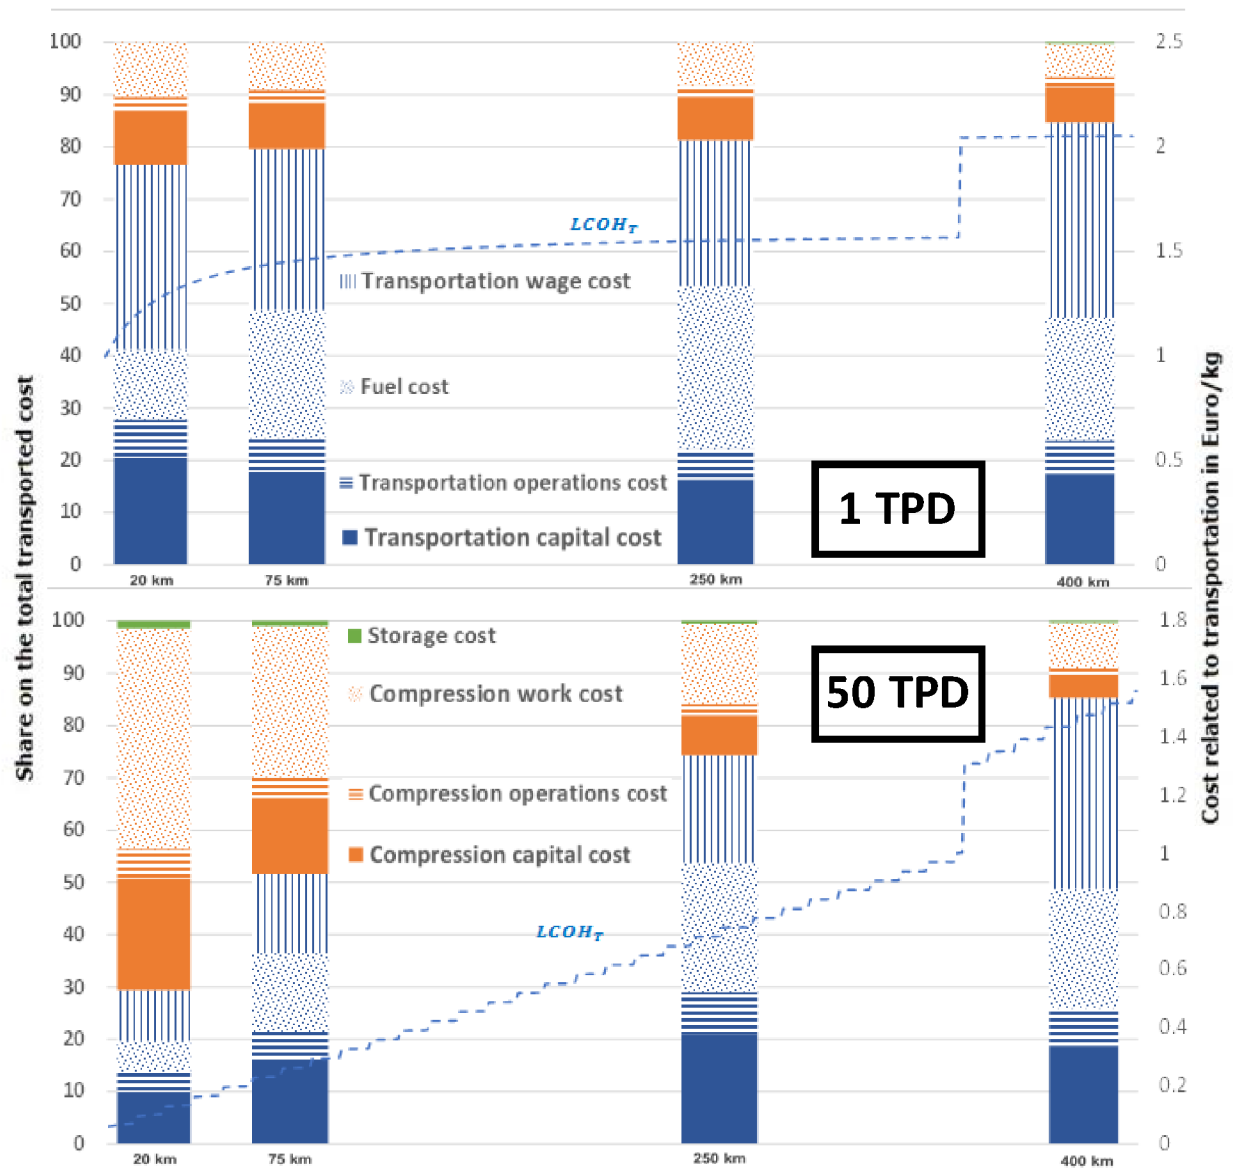 100
90
80
70
60
50
40
30
20
10
0
2.5
2
1.5
1
0.5
0
LCOH_T
Transportation wage cost
Fuel cost
Transportation operations cost
Transportation capital cost
1 TPD
20 km
75 km
250 km
400 km
Share on the total transported cost
Cost related to transportation in Euro/kg
100
90
80
70
60
50
40
30
20
10
0
1.8
1.6
1.4
1.2
1
0.8
0.6
0.4
0.2
0
Storage cost
Compression work cost
Compression operations cost
Compression capital cost
50 TPD
LCOH_T
20 km
75 km
250 km
400 km